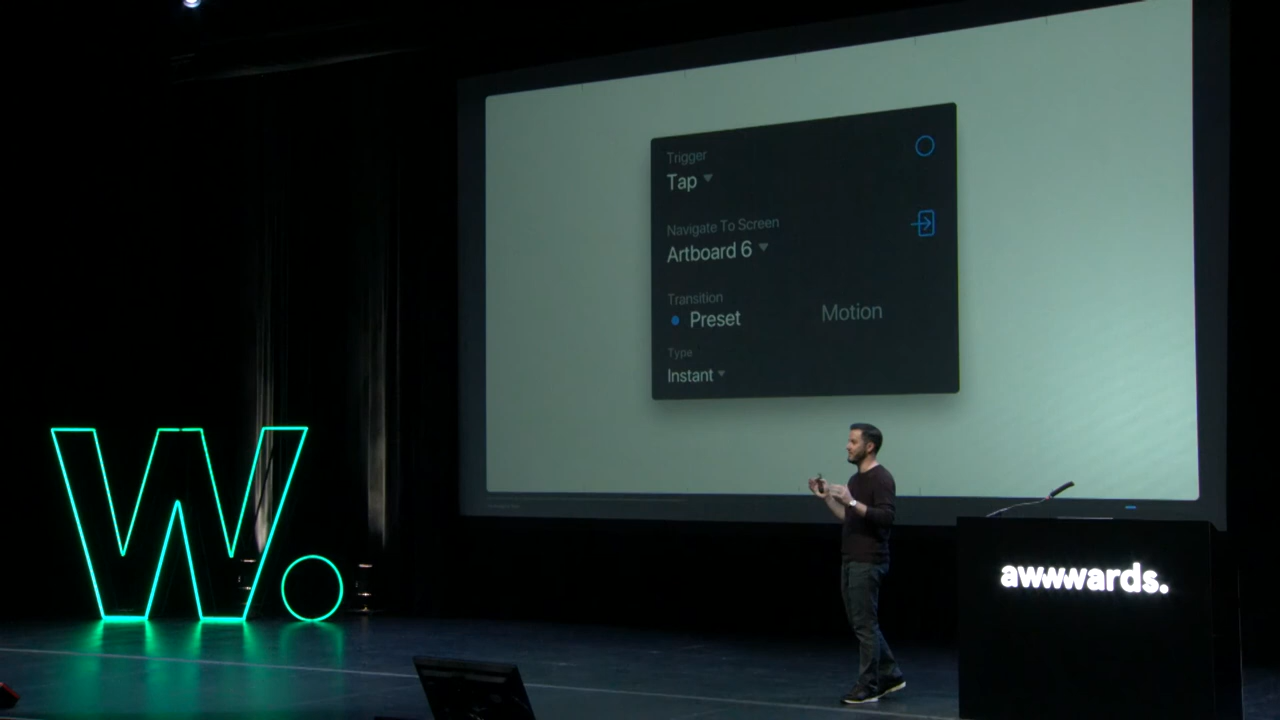 Trigger
Tap
Navigate To Screen
Artboard 6
Transition
Preset Motion
Type
Instant
W.
awwwards.